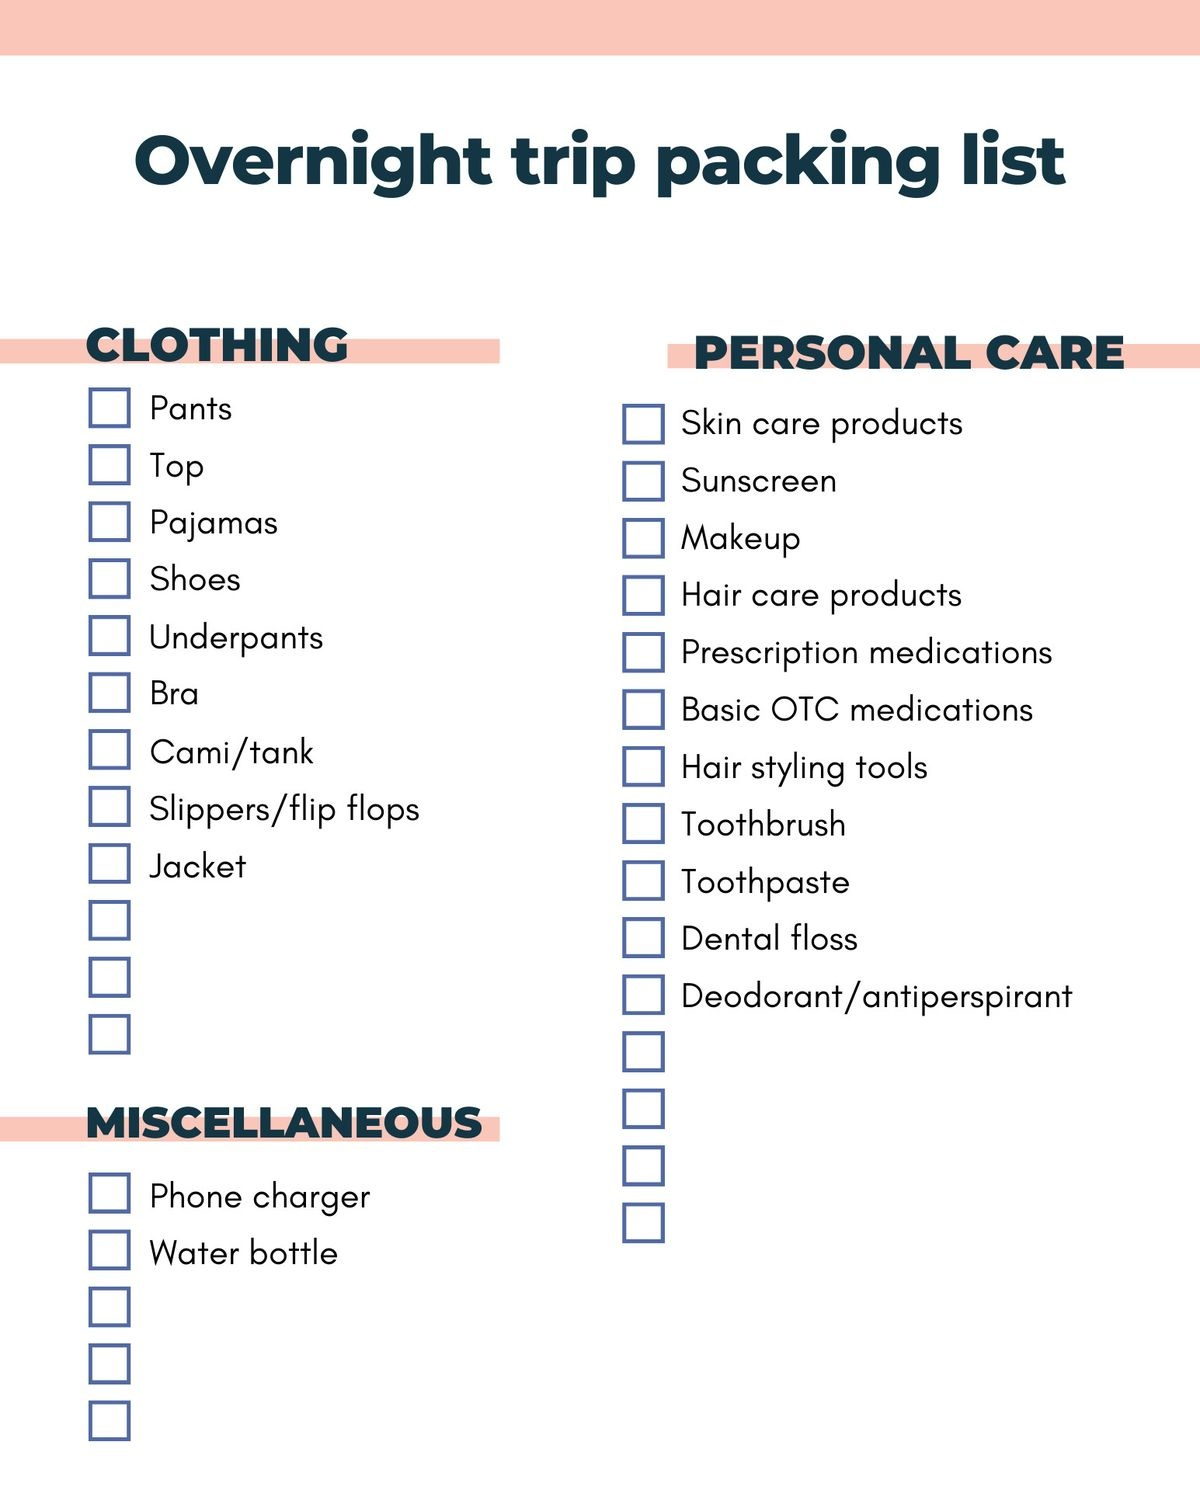 Overnight trip packing list
CLOTHING
Pants
Top
Pajamas
Shoes
Underpants
Bra
Cami/tank
Slippers/flip flops
Jacket
MISCELLANEOUS
Phone charger
Water bottle
PERSONAL CARE
Skin care products
Sunscreen
Makeup
Hair care products
Prescription medications
Basic OTC medications
Hair styling tools
Toothbrush
Toothpaste
Dental floss
Deodorant/antiperspirant